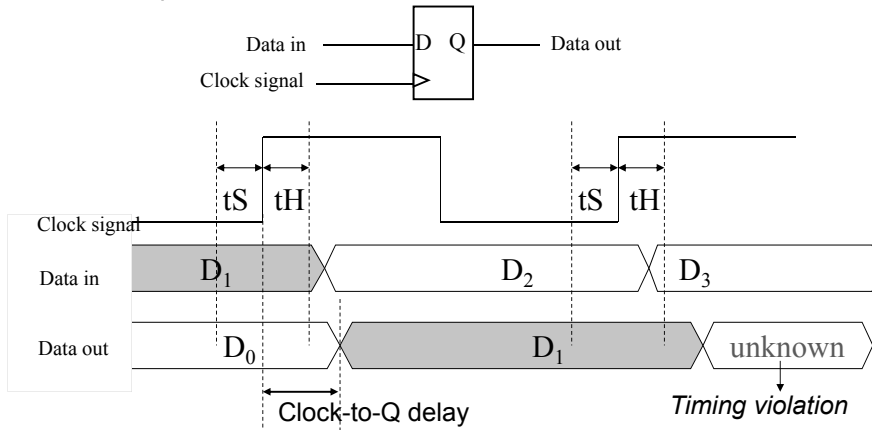 Data in
D Q
Data out
Clock signal
tS tH
tS tH
Clock signal
Data in
D₁
D₂
D₃
Data out
D₀
D₁
unknown
Clock-to-Q delay
Timing violation